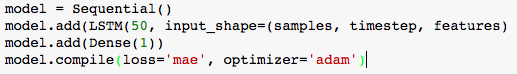 model = Sequential()
model.add(LSTM(50, input_shape=(samples, timestep, features)
model.add(Dense(1))
model.compile(loss='mae', optimizer='adam')